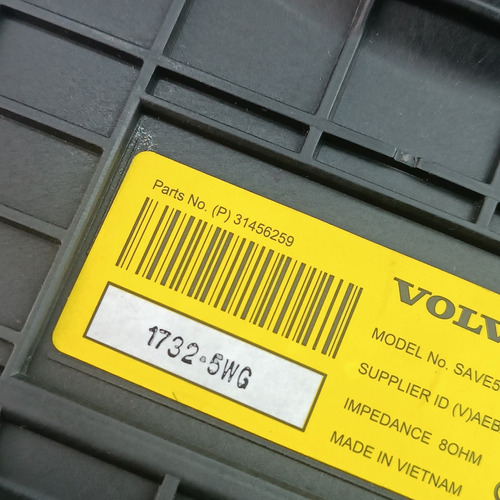 Parts No. (P) 31456259
1732-5WG
VOLV
MODEL No. SAVE5
SUPPLIER ID (V)AEB
IMPEDANCE 8OHM
MADE IN VIETNAM